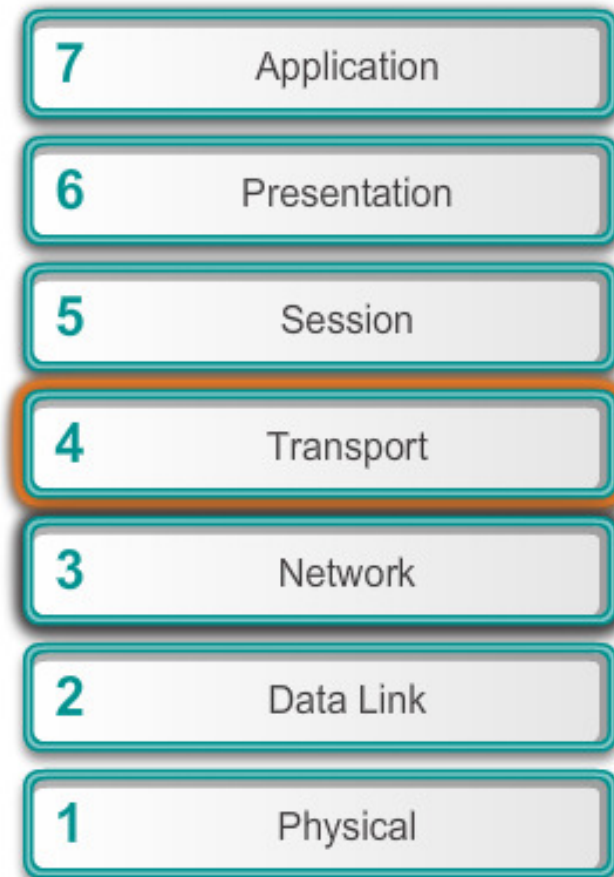 7 Application
6 Presentation
5 Session
4 Transport
3 Network
2 Data Link
1 Physical